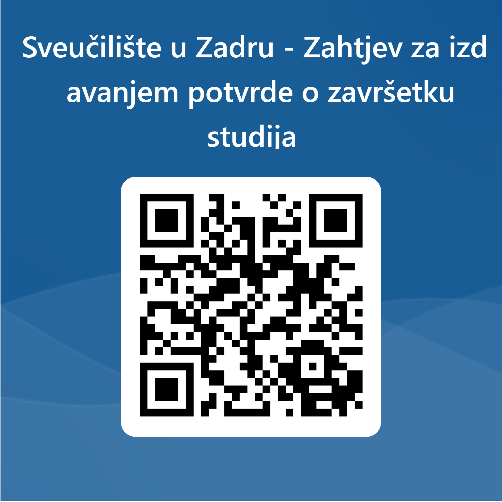 Sveučilište u Zadru - Zahtjev za izd
avanjem potvrde o završetku
studija